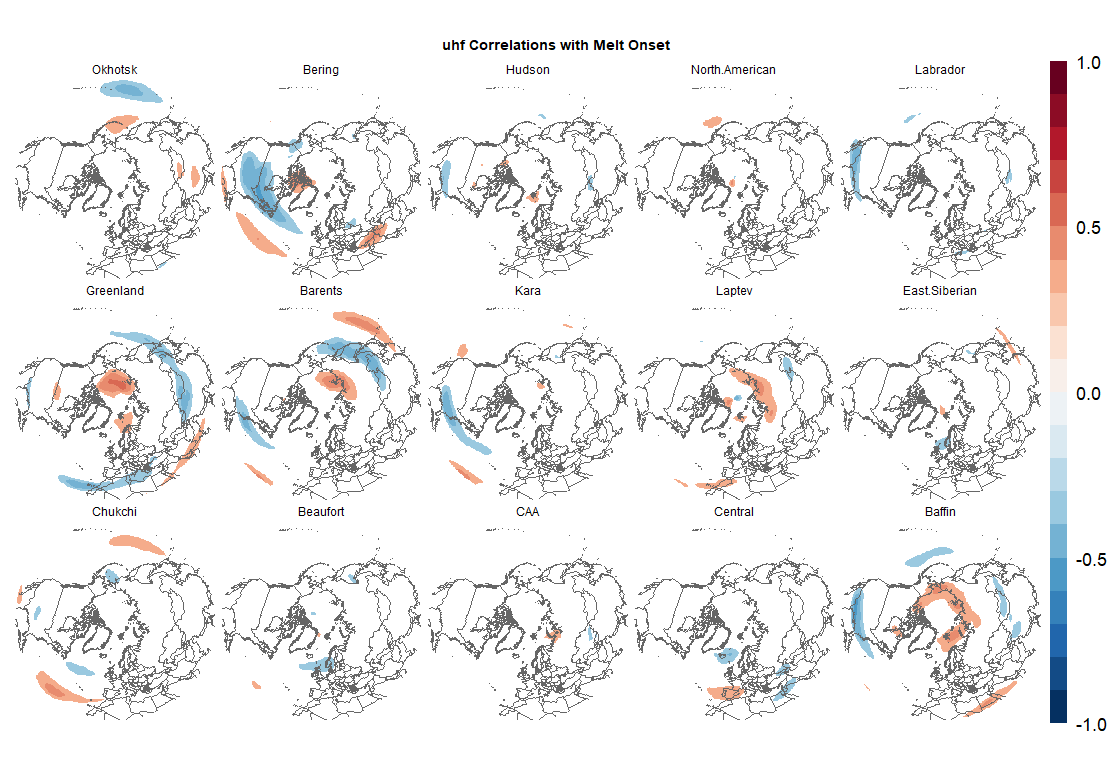 uhf Correlations with Melt Onset
Okhotsk Bering Hudson North.American Labrador
Greenland Barents Kara Laptev East.Siberian
Chukchi Beaufort CAA Central Baffin
1.0
0.5
0.0
-0.5
-1.0